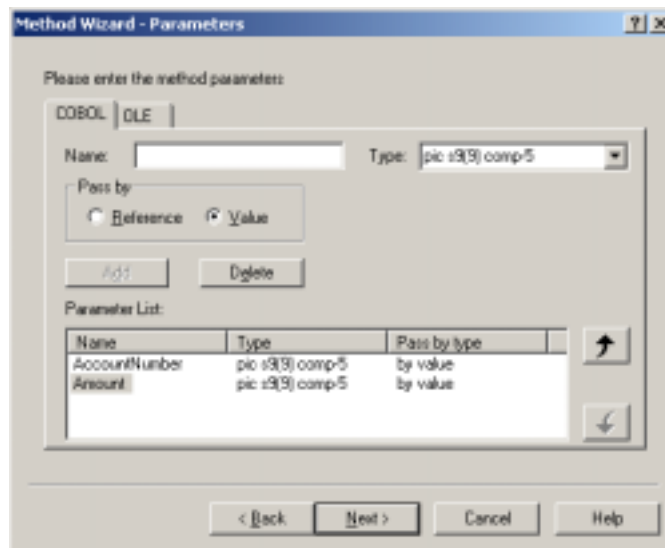 Method Wizard - Parameters
Please enter the method parameters
COBOL OLE
Name: Type: pic s9(9) comp-5
Pass by
Reference Value
Add Delete
Parameter List:
Name Type Pass by type
AccountNumber pic s9(9) comp-5 by value
Amount pic s9(9) comp-5 by value
< Back Next > Cancel Help